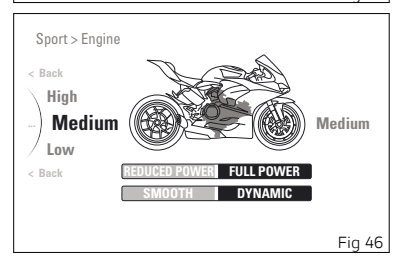 Sport > Engine
< Back
High
Medium
Low
< Back
Medium
REDUCED POWER FULL POWER
SMOOTH DYNAMIC
Fig 46